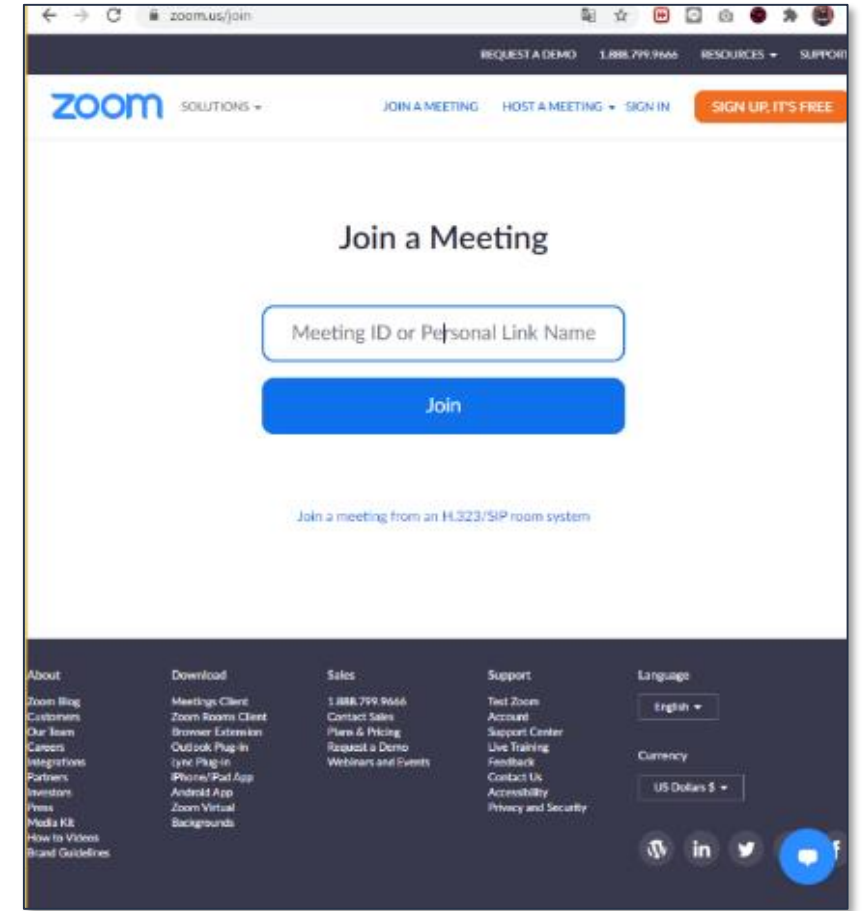 zoom.us/join
REQUEST A DEMO 1.888.799.9666 RESOURCES SUPPORT
zoom SOLUTIONS JOIN A MEETING HOST A MEETING SIGN IN SIGN UP, IT'S FREE
Join a Meeting
Meeting ID or Personal Link Name
Join
Join a meeting from an H.323/SIP room system
About
Zoom Blog
Customers
Our Team
Careers
Integrations
Partners
Investors
Press
Media Kit
How to Videos
Brand Guidelines
Download
Meetings Client
Zoom Rooms Client
Browser Extension
Outlook Plug-in
Lync Plug-in
iPhone/iPad App
Android App
Zoom Virtual
Backgrounds
Sales
1.888.799.9666
Contact Sales
Plans & Pricing
Request a Demo
Webinars and Events
Support
Test Zoom
Account
Support Center
Live Training
Feedback
Contact Us
Accessibility
Privacy and Security
Language
English
Currency
US Dollars $
in
f